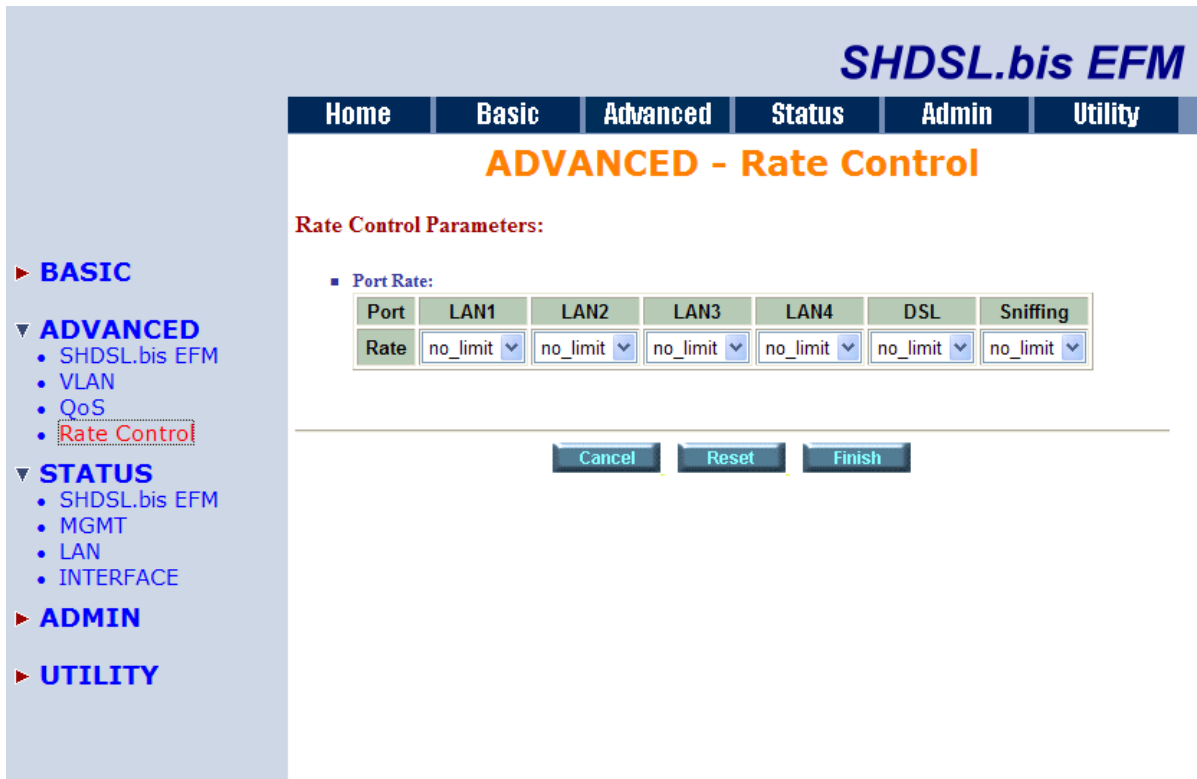 SHDSL.bis EFM
Home Basic Advanced Status Admin Utility
ADVANCED - Rate Control
Rate Control Parameters:
Port Rate:
Port LAN1 LAN2 LAN3 LAN4 DSL Sniffing
Rate no_limit no_limit no_limit no_limit no_limit no_limit
Cancel Reset Finish
BASIC
ADVANCED
SHDSL.bis EFM
VLAN
QoS
Rate Control
STATUS
SHDSL.bis EFM
MGMT
LAN
INTERFACE
ADMIN
UTILITY